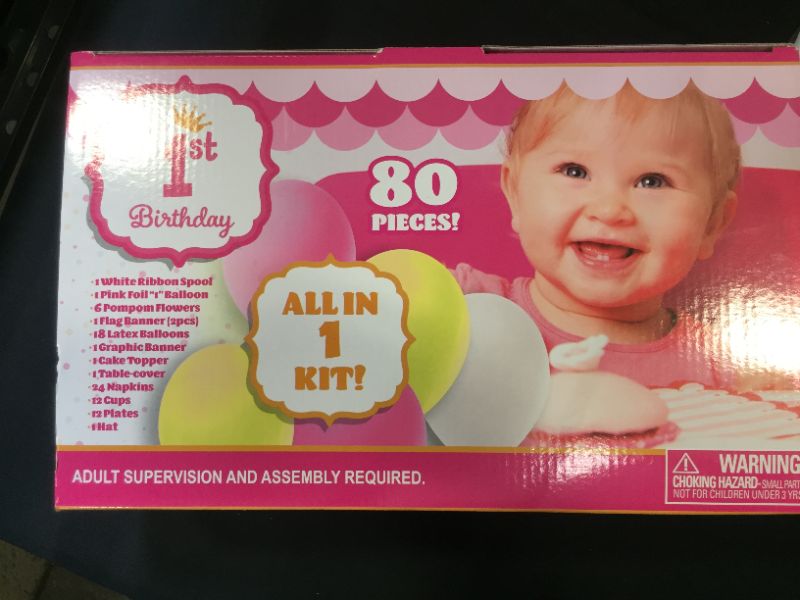 1st
Birthday
80
PIECES!
·1 White Ribbon Spool
·1 Pink Foil "1" Balloon
·6 Pompom Flowers
·1 Flag Banner (2pcs)
·18 Latex Balloons
·1 Graphic Banner
·1 Cake Topper
·1 Table-cover
·24 Napkins
·12 Cups
·12 Plates
·1 Hat
ALL IN
1
KIT!
ADULT SUPERVISION AND ASSEMBLY REQUIRED.
WARNING
CHOKING HAZARD-SMALL PART
NOT FOR CHILDREN UNDER 3 YRS